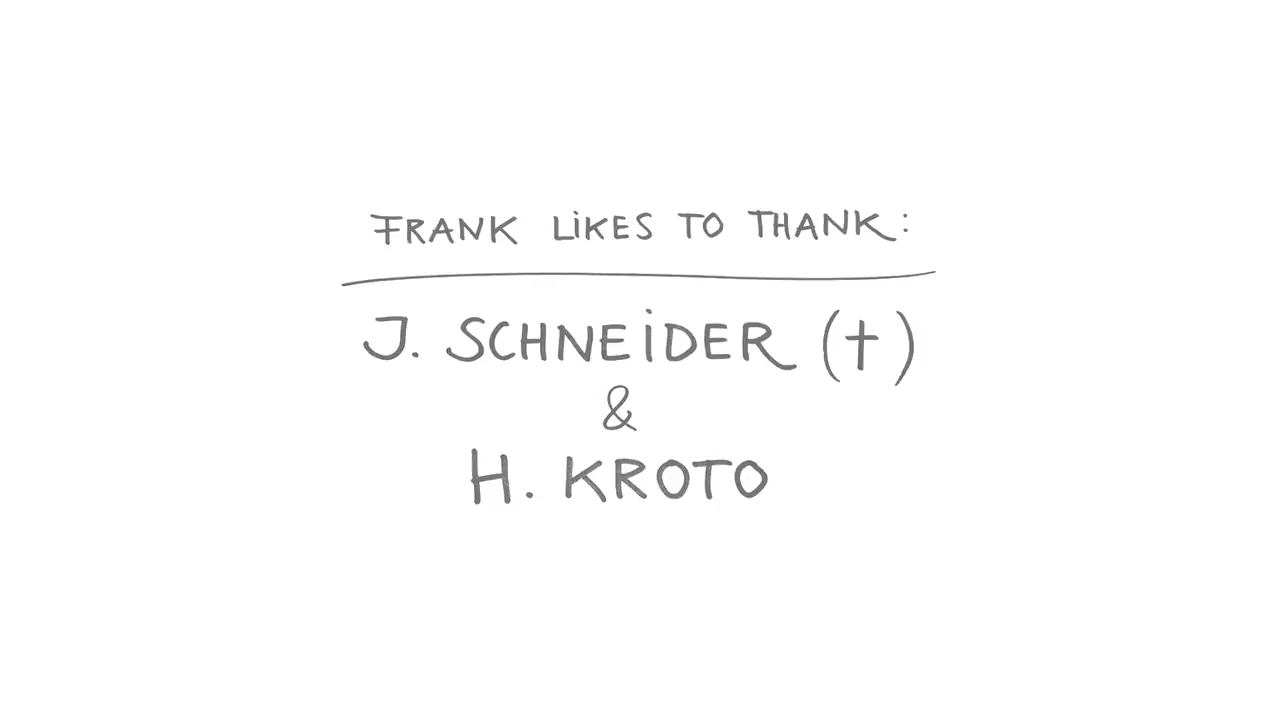 FRANK LIKES TO THANK:
J. SCHNEIDER (†)
&
H. KROTO